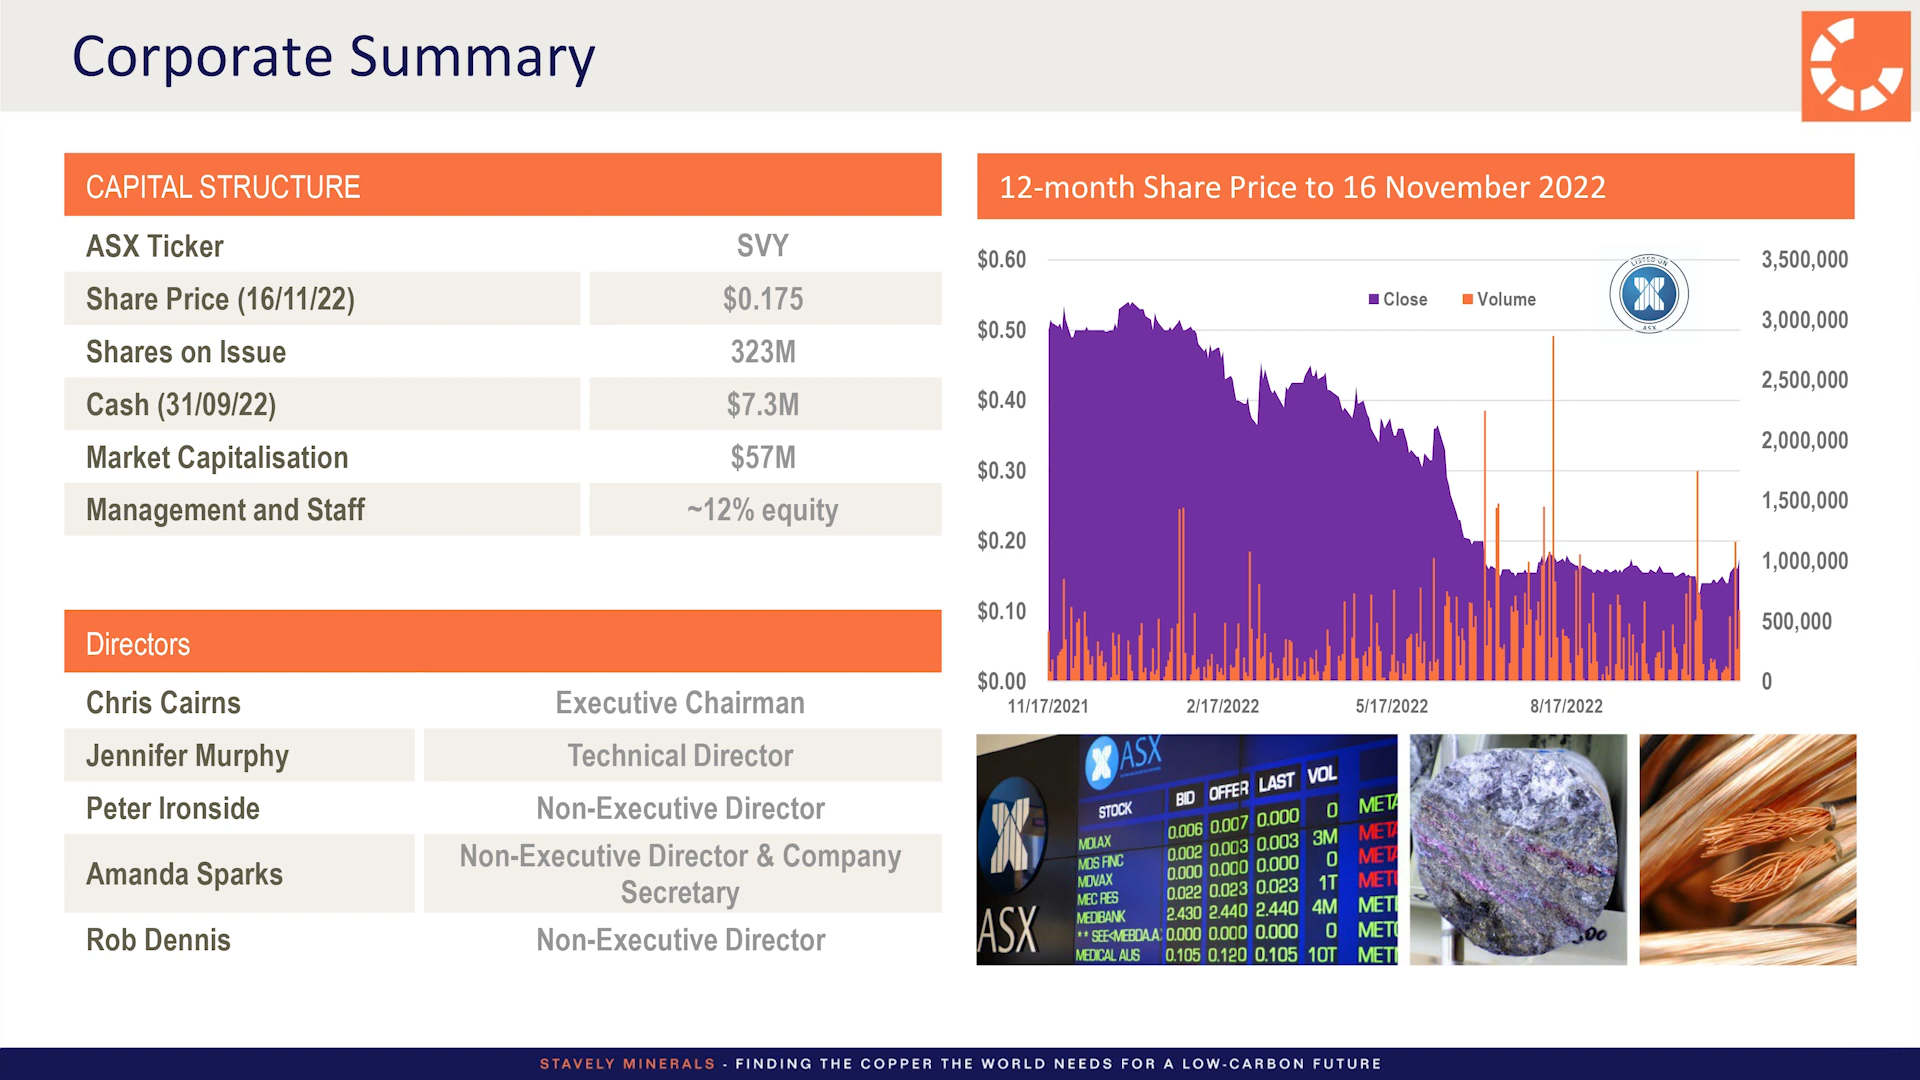 Corporate Summary
CAPITAL STRUCTURE
ASX Ticker SVY
Share Price (16/11/22) $0.175
Shares on Issue 323M
Cash (31/09/22) $7.3M
Market Capitalisation $57M
Management and Staff ~12% equity
Directors
Chris Cairns Executive Chairman
Jennifer Murphy Technical Director
Peter Ironside Non-Executive Director
Amanda Sparks Non-Executive Director & Company
Secretary
Rob Dennis Non-Executive Director
12-month Share Price to 16 November 2022
LISTED ON
ASX
Close Volume
$0.60 3,500,000
$0.50 3,000,000
$0.40 2,500,000
2,000,000
$0.30 1,500,000
$0.20 1,000,000
$0.10 500,000
$0.00 0
11/17/2021 2/17/2022 5/17/2022 8/17/2022
ASX
ASX
STOCK BID OFFER LAST VOL
MOLAX 0.006 0.007 0.000 0 META
MOS FINC 0.002 0.003 0.003 3M META
MOVAX 0.000 0.000 0.000 0 META
MEC RES 0.022 0.023 0.023 1T
MEDIBANK 2.430 2.440 2.440 4M
** SEE<MEBDA.A 0.000 0.000 0.000 0
MEDICAL AUS 0.105 0.120 0.105 10T
STAVELY MINERALS - FINDING THE COPPER THE WORLD NEEDS FOR A LOW-CARBON FUTURE